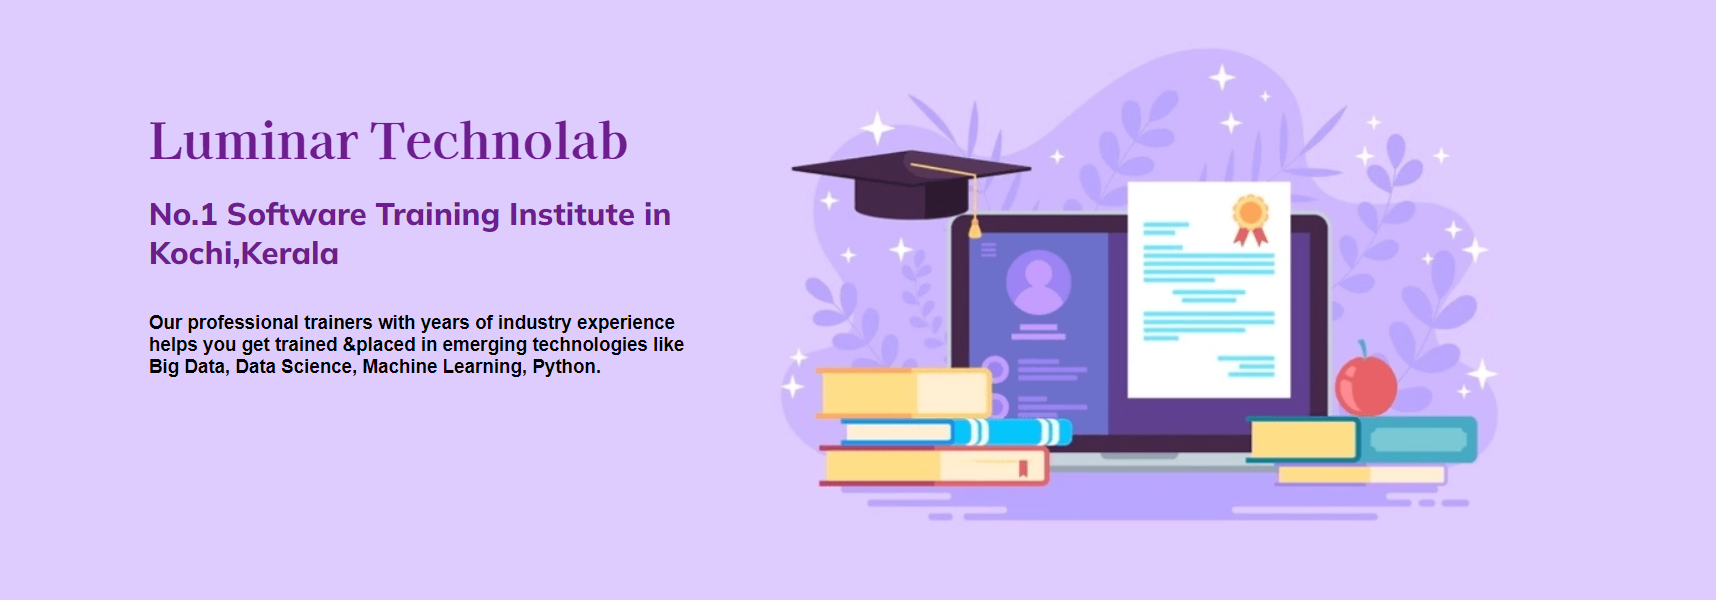 Luminar Technolab
No.1 Software Training Institute in
Kochi,Kerala
Our professional trainers with years of industry experience
helps you get trained &placed in emerging technologies like
Big Data, Data Science, Machine Learning, Python.